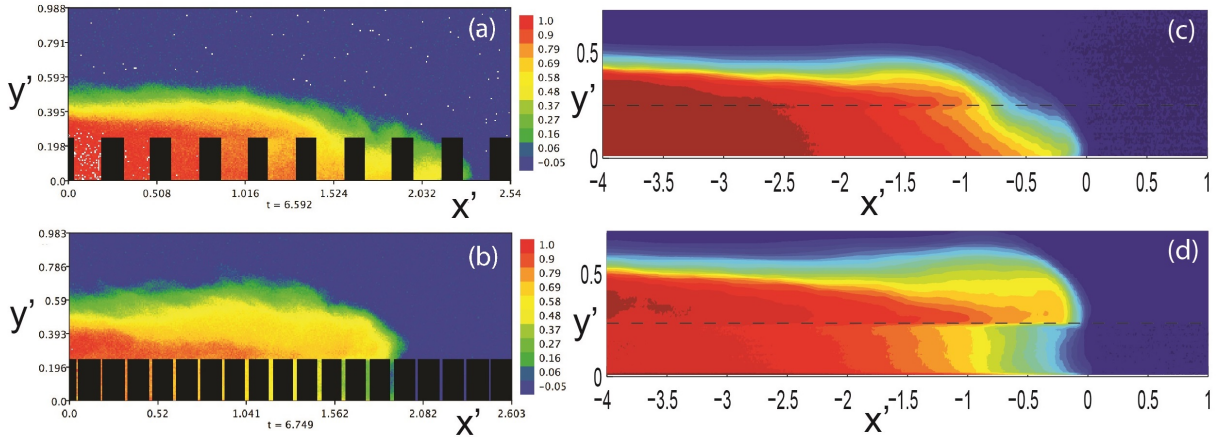 0.988
(a)
1.0
0.791
0.9
0.79
0.593
0.69
y'
0.58
0.48
0.395
0.37
0.27
0.198
0.16
0.06
0.0
-0.05
0.0 0.508 1.016 1.524 2.032 2.54
t = 6.592
x'
0.983
(b)
1.0
0.786
0.9
0.79
0.59
0.69
y'
0.58
0.48
0.393
0.37
0.27
0.196
0.16
0.06
0.0
-0.05
0.0 0.52 1.041 1.562 2.082 2.603
t = 6.749
x'
(c)
0.5
y'
0
-4 -3.5 -3 -2.5 -2 -1.5 -1 -0.5 0 0.5 1
x'
(d)
0.5
y'
0
-4 -3.5 -3 -2.5 -2 -1.5 -1 -0.5 0 0.5 1
x'